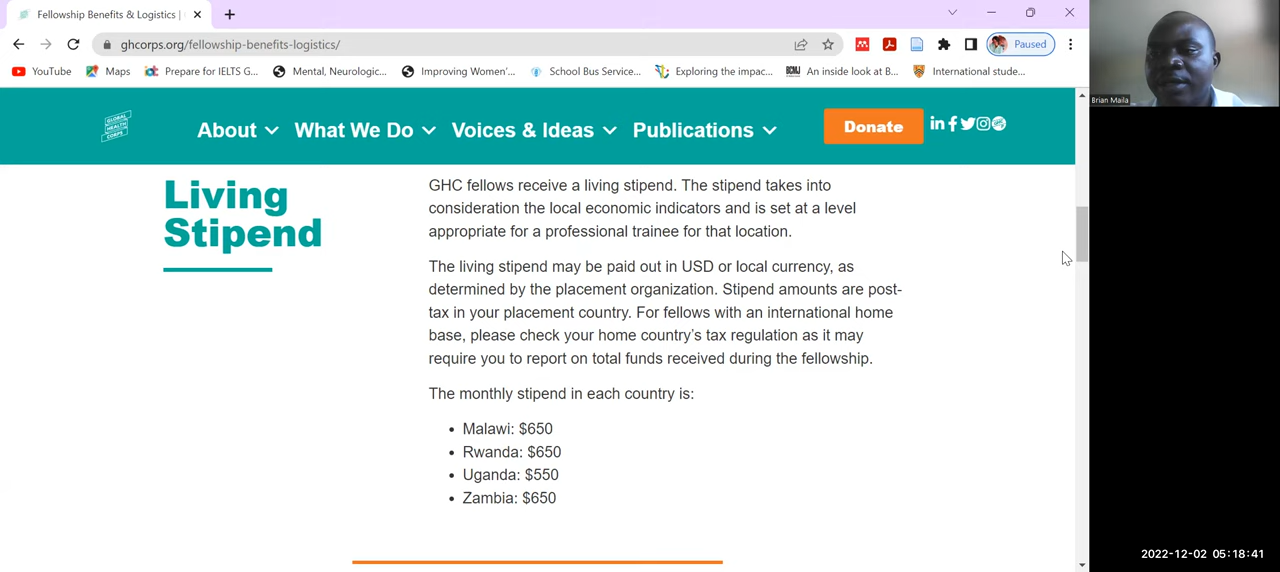 Fellowship Benefits & Logistics |
ghcorps.org/fellowship-benefits-logistics/
Paused
YouTube
Maps
Prepare for IELTS G...
Mental, Neurologic...
Improving Women'...
School Bus Service...
Exploring the impac...
BCMJ
An inside look at B...
International stude...
Brian Maila
GLOBAL
HEALTH
CORPS
About
What We Do
Voices & Ideas
Publications
Donate
Living
Stipend
GHC fellows receive a living stipend. The stipend takes into
consideration the local economic indicators and is set at a level
appropriate for a professional trainee for that location.
The living stipend may be paid out in USD or local currency, as
determined by the placement organization. Stipend amounts are post-
tax in your placement country. For fellows with an international home
base, please check your home country's tax regulation as it may
require you to report on total funds received during the fellowship.
The monthly stipend in each country is:
• Malawi: $650
• Rwanda: $650
• Uganda: $550
• Zambia: $650
2022-12-02 05:18:41